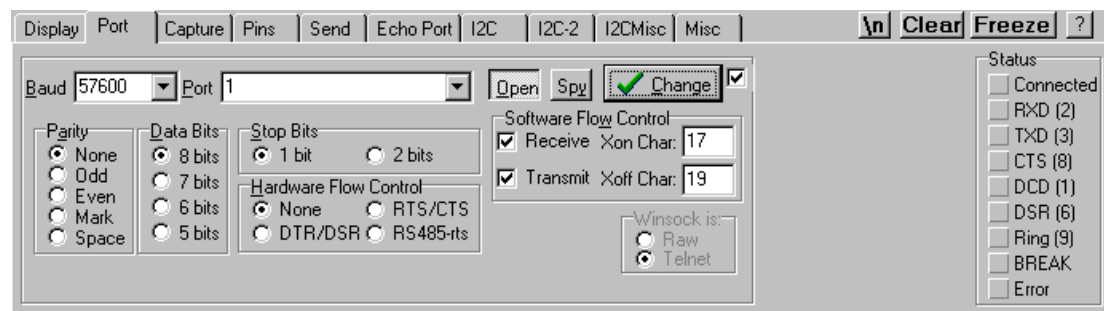 Display Port Capture Pins Send Echo Port I2C I2C-2 I2CMisc Misc \n Clear Freeze ?
Baud 57600 Port 1 Open Spy Change
Parity
None
Odd
Even
Mark
Space
Data Bits
8 bits
7 bits
6 bits
5 bits
Stop Bits
1 bit 2 bits
Hardware Flow Control
None RTS/CTS
DTR/DSR RS485-rts
Software Flow Control
Receive Xon Char: 17
Transmit Xoff Char: 19
Winsock is:
Raw
Telnet
Status
Connected
RXD (2)
TXD (3)
CTS (8)
DCD (1)
DSR (6)
Ring (9)
BREAK
Error